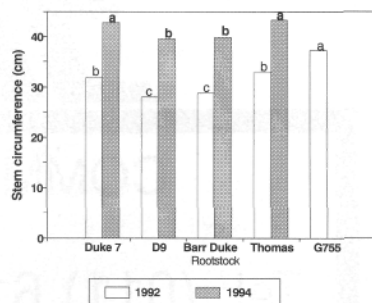 Stem circumference (cm)
40
30
20
10
0
b
a
c
b
c
b
b
a
a
Duke 7
D9
Barr Duke
Thomas
G755
Rootstock
1992
1994